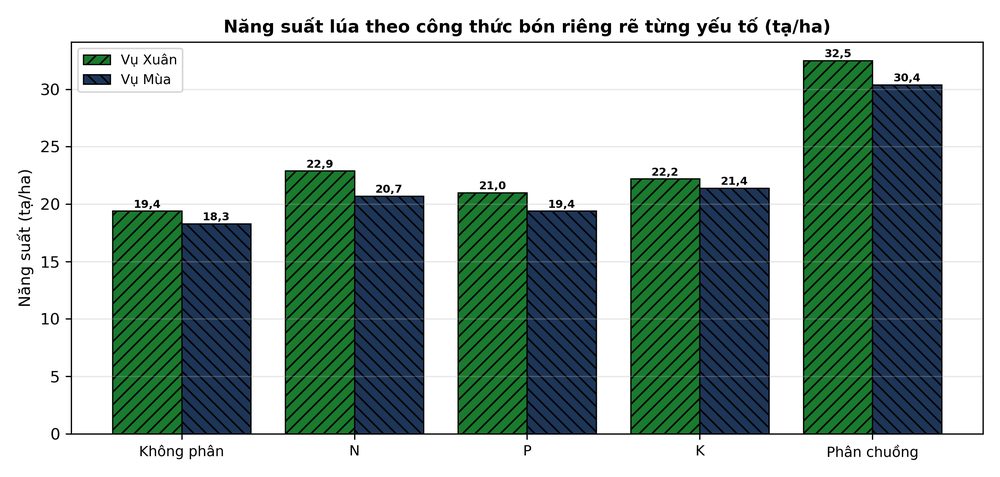 Năng suất lúa theo công thức bón riêng rẽ từng yếu tố (tạ/ha)
Vụ Xuân
Vụ Mùa
Năng suất (tạ/ha)
30
25
20
15
10
5
0
19,4
18,3
22,9
20,7
21,0
19,4
22,2
21,4
32,5
30,4
Không phân
N
P
K
Phân chuồng